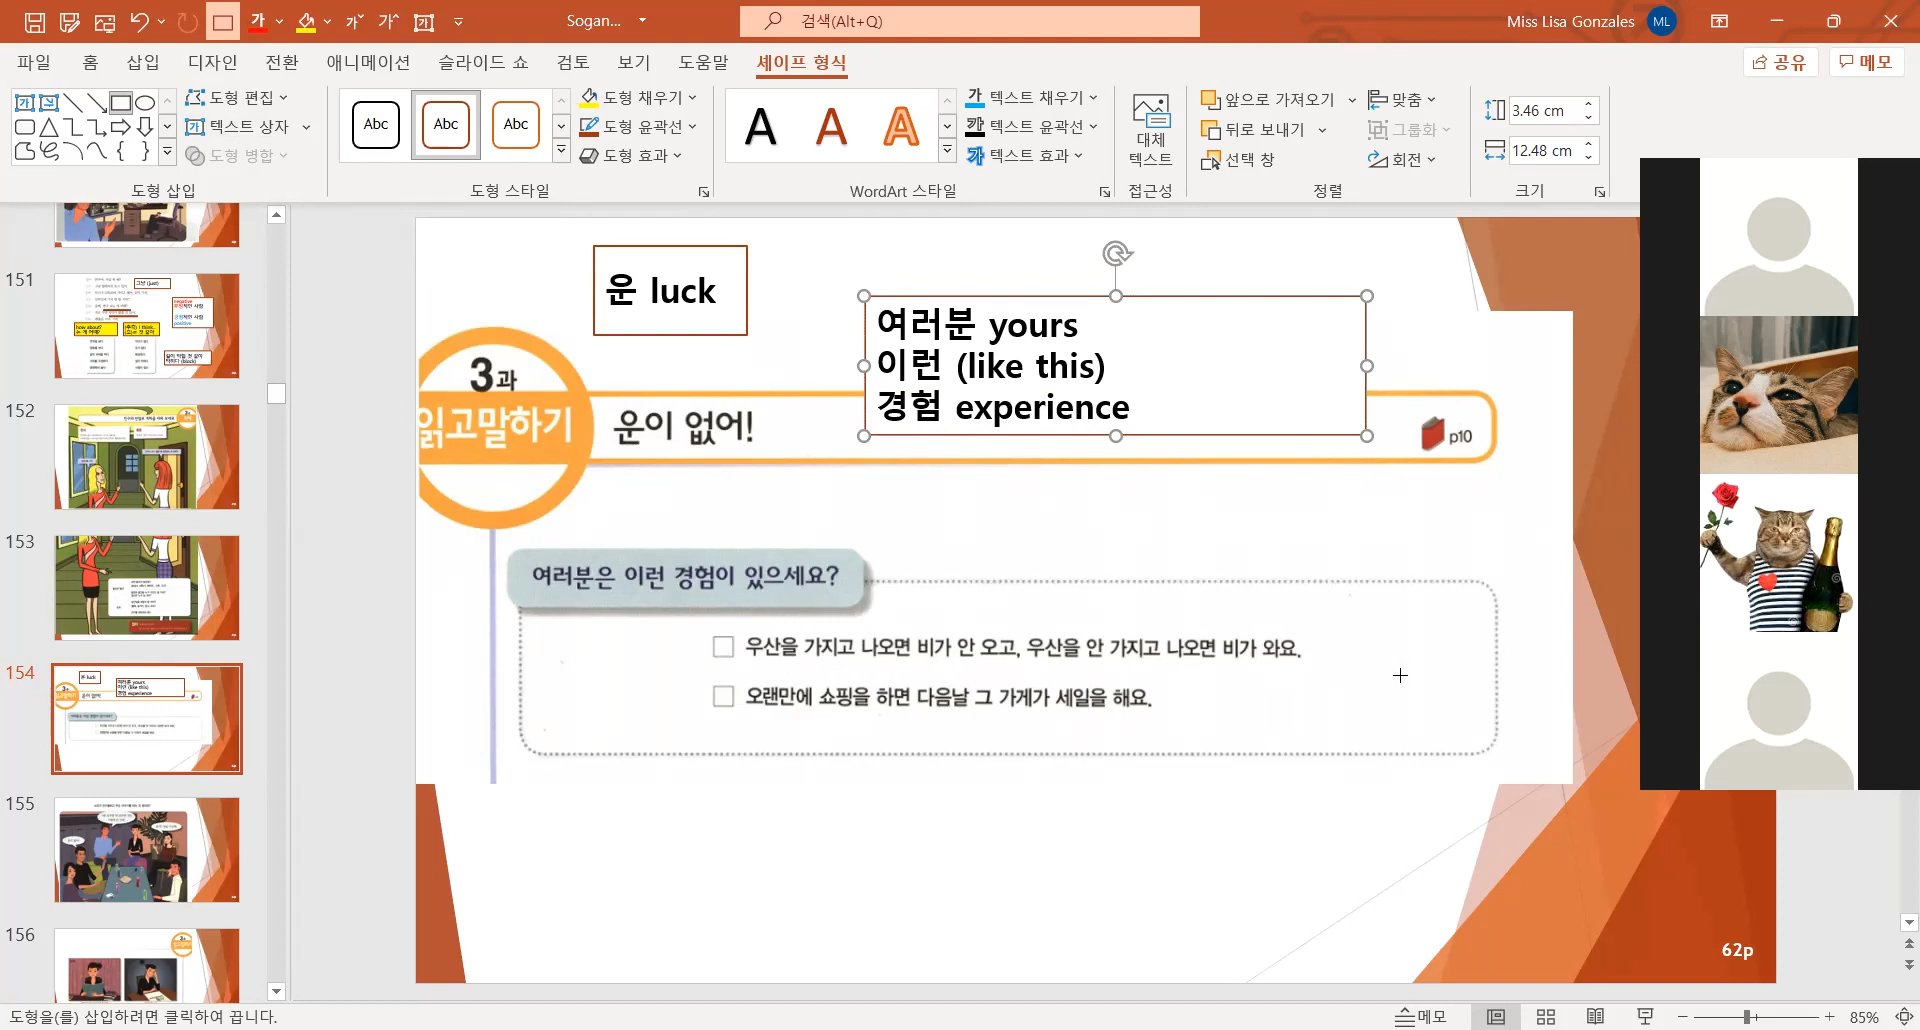 Sogan...
검색(Alt+Q)
Miss Lisa Gonzales
ML
파일 홈 삽입 디자인 전환 애니메이션 슬라이드 쇼 검토 보기 도움말 셰이프 형식
공유
메모
도형 편집
텍스트 상자
도형 병합
도형 삽입
Abc Abc Abc
도형 채우기
도형 윤곽선
도형 효과
도형 스타일
A A A
텍스트 채우기
텍스트 윤곽선
텍스트 효과
WordArt 스타일
대체
텍스트
접근성
앞으로 가져오기
뒤로 보내기
선택 창
맞춤
그룹화
회전
정렬
3.46 cm
12.48 cm
크기
151
152
153
154
155
156
운 luck
여러분 yours
이런 (like this)
경험 experience
3과
읽고말하기
운이 없어!
p10
여러분은 이런 경험이 있으세요?
우산을 가지고 나오면 비가 안 오고, 우산을 안 가지고 나오면 비가 와요.
오랜만에 쇼핑을 하면 다음날 그 가게가 세일을 해요.
62p
도형을(를) 삽입하려면 클릭하여 끕니다.
메모
85%